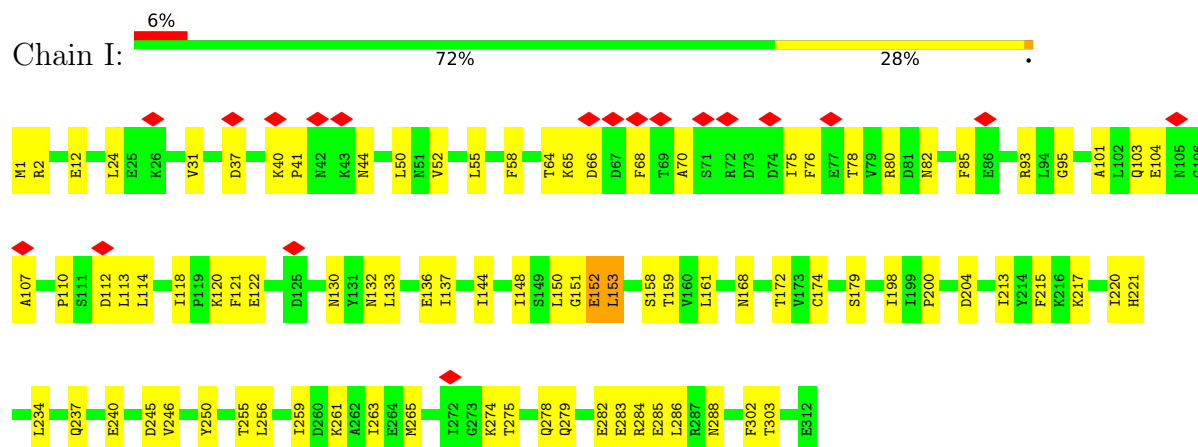 6%
Chain I:
72% 28% •
M1 R2 E12 L24 E25 K26 V31 D37 K40 P41 N42 K43 N44 L50 N51 V52 L55 F58 T64 K65 D66 D67 F68 T69 A70 S71 R72 D73 D74 I75 F76 E77 T78 V79 R80 D81 N82 F85 E86 R93 L94 G95 A101 L102 Q103 E104 N105 G106
A107 P110 S111 D112 L113 L114 I118 P119 K120 F121 E122 D125 N130 Y131 N132 L133 E136 I137 I144 I148 S149 L150 G151 E152 L153 S158 T159 V160 L161 N168 T172 V173 C174 S179 I198 I199 P200 D204 I213 Y214 F215 K216 K217 I220 H221
L234 Q237 E240 D245 V246 Y250 T255 L256 I259 D260 K261 A262 I263 E264 M265 I272 G273 K274 T275 Q278 Q279 E282 E283 R284 E285 L286 R287 N288 F302 T303 E312